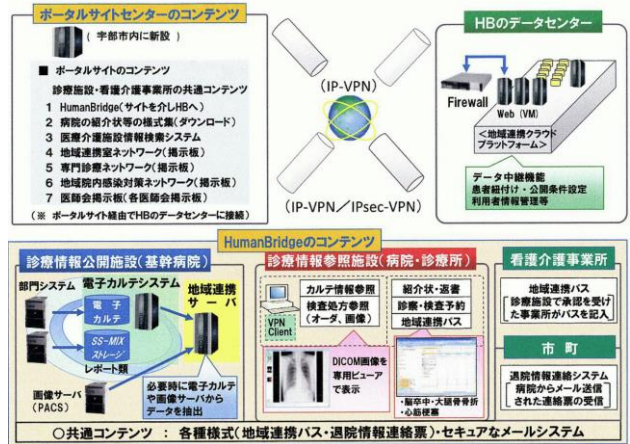 ポータルサイトセンターのコンテンツ
( 宇部市内に新設 )
■ ポータルサイトのコンテンツ
診療施設・看護介護事業所の共通コンテンツ
1 HumanBridge(サイトを介しHBへ)
2 病院の紹介状等の様式集(ダウンロード)
3 医療介護施設情報検索システム
4 地域連携室ネットワーク(掲示板)
5 専門診療ネットワーク(掲示板)
6 地域院内感染対策ネットワーク(掲示板)
7 医師会掲示板(各医師会掲示板)
(※ ポータルサイト経由でHBのデータセンターに接続)
(IP-VPN)
(IP-VPN/IPsec-VPN)
HBのデータセンター
Firewall
Web (VM)
<地域連携クラウド
プラットフォーム>
データ中継機能
患者紐付け・公開条件設定
利用者情報管理等
HumanBridgeのコンテンツ
診療情報公開施設(基幹病院)
部門システム
電子カルテシステム
地域連携
サーバ
電子
カルテ
SS-MIX
ストレージ
レポート類
画像サーバ
(PACS)
必要時に電子カルテ
や画像サーバから
データを抽出
診療情報参照施設(病院・診療所)
VPN
Client
カルテ情報参照
検査処方参照
(オーダ、画像)
紹介状・返書
診察・検査予約
地域連携パス
DICOM画像を
専用ビューア
で表示
・脳卒中・大腿骨骨折
・心筋梗塞
看護介護事業所
地域連携パス
診療施設で承認を受け
た事業所がパスを記入
市町
退院情報連絡システム
病院からメール送信
された連絡票の受信
○共通コンテンツ : 各種様式(地域連携パス・退院情報連絡票)・セキュアなメールシステム